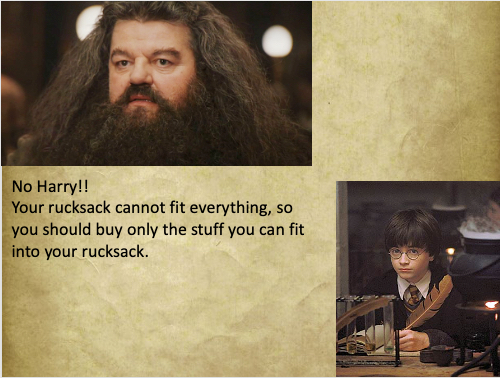 No Harry!!
Your rucksack cannot fit everything, so
you should buy only the stuff you can fit
into your rucksack.